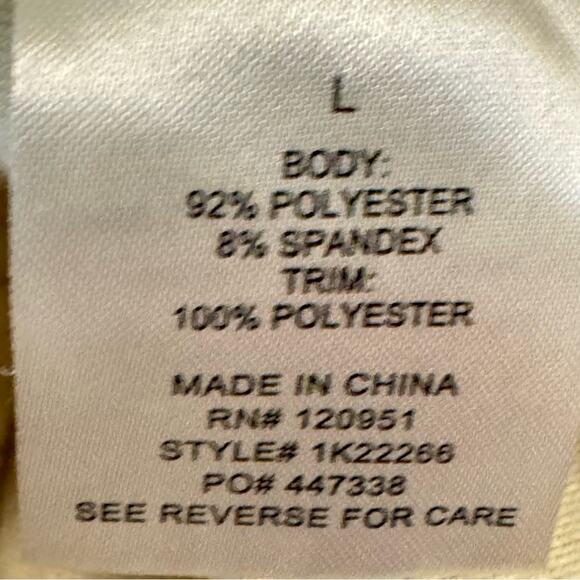 L
BODY:
92% POLYESTER
8% SPANDEX
TRIM:
100% POLYESTER
MADE IN CHINA
RN# 120951
STYLE# 1K22266
PO# 447338
SEE REVERSE FOR CARE